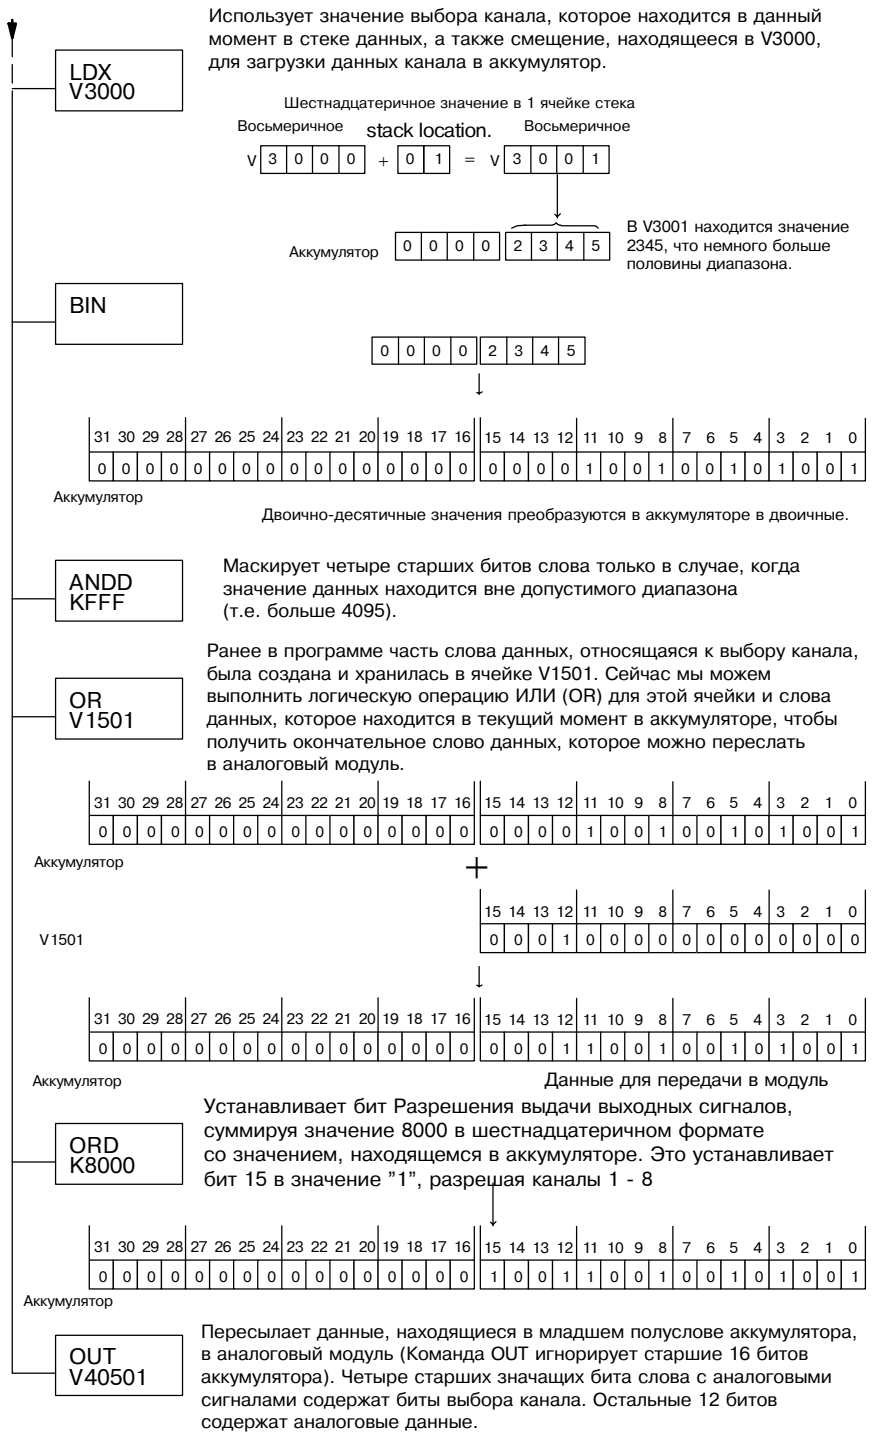 Использует значение выбора канала, которое находится в данный
момент в стеке данных, а также смещение, находящееся в V3000,
для загрузки данных канала в аккумулятор.
LDX
V3000
Шестнадцатеричное значение в 1 ячейке стека
Восьмеричное stack location. Восьмеричное
V 3 0 0 0 + 0 1 = V 3 0 0 1
Аккумулятор 0 0 0 0 2 3 4 5
В V3001 находится значение
2345, что немного больше
половины диапазона.
BIN
0 0 0 0 2 3 4 5
31 30 29 28 27 26 25 24 23 22 21 20 19 18 17 16 15 14 13 12 11 10 9 8 7 6 5 4 3 2 1 0
0 0 0 0 0 0 0 0 0 0 0 0 0 0 0 0 0 0 0 0 1 0 0 1 0 0 1 0 1 0 0 1
Аккумулятор
Двоично-десятичные значения преобразуются в аккумуляторе в двоичные.
ANDD
KFFF
Маскирует четыре старших битов слова только в случае, когда
значение данных находится вне допустимого диапазона
(т.е. больше 4095).
Ранее в программе часть слова данных, относящаяся к выбору канала,
была создана и хранилась в ячейке V1501. Сейчас мы можем
выполнить логическую операцию ИЛИ (OR) для этой ячейки и слова
данных, которое находится в текущий момент в аккумуляторе, чтобы
получить окончательное слово данных, которое можно переслать
в аналоговый модуль.
OR
V1501
31 30 29 28 27 26 25 24 23 22 21 20 19 18 17 16 15 14 13 12 11 10 9 8 7 6 5 4 3 2 1 0
0 0 0 0 0 0 0 0 0 0 0 0 0 0 0 0 0 0 0 0 1 0 0 1 0 0 1 0 1 0 0 1
Аккумулятор
+
15 14 13 12 11 10 9 8 7 6 5 4 3 2 1 0
V1501 0 0 0 1 0 0 0 0 0 0 0 0 0 0 0 0
31 30 29 28 27 26 25 24 23 22 21 20 19 18 17 16 15 14 13 12 11 10 9 8 7 6 5 4 3 2 1 0
0 0 0 0 0 0 0 0 0 0 0 0 0 0 0 0 0 0 0 1 1 0 0 1 0 0 1 0 1 0 0 1
Аккумулятор
Данные для передачи в модуль
Устанавливает бит Разрешения выдачи выходных сигналов,
суммируя значение 8000 в шестнадцатеричном формате
со значением, находящемся в аккумуляторе. Это устанавливает
бит 15 в значение ”1”, разрешая каналы 1 - 8
ORD
K8000
31 30 29 28 27 26 25 24 23 22 21 20 19 18 17 16 15 14 13 12 11 10 9 8 7 6 5 4 3 2 1 0
0 0 0 0 0 0 0 0 0 0 0 0 0 0 0 0 1 0 0 1 1 0 0 1 0 0 1 0 1 0 0 1
Аккумулятор
Пересылает данные, находящиеся в младшем полуслове аккумулятора,
в аналоговый модуль (Команда OUT игнорирует старшие 16 битов
аккумулятора). Четыре старших значащих бита слова с аналоговыми
сигналами содержат биты выбора канала. Остальные 12 битов
содержат аналоговые данные.
OUT
V40501